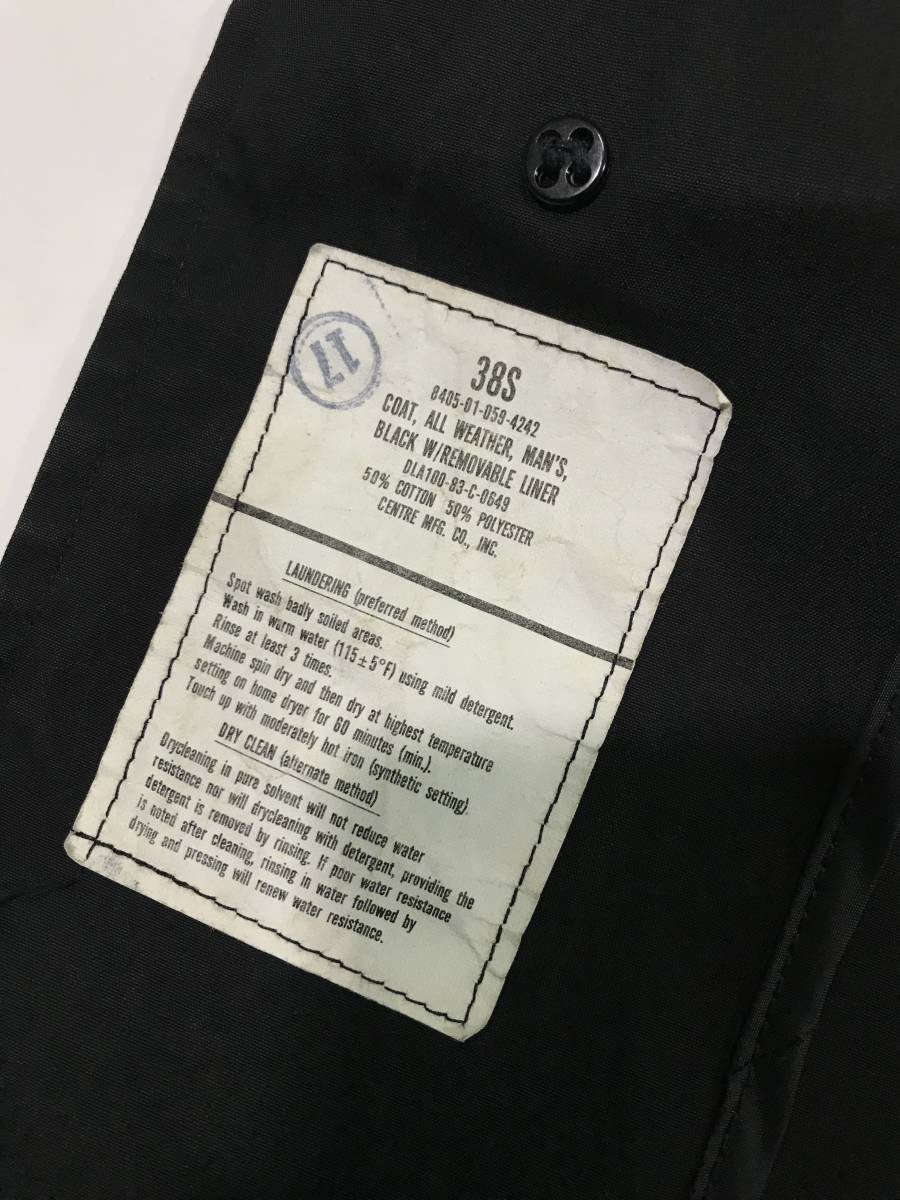 17
38S
8405-01-059-4242
COAT, ALL WEATHER, MAN'S,
BLACK W/REMOVABLE LINER
DLA100-83-C-0649
50% COTTON 50% POLYESTER
CENTRE MFG. CO., INC.
LAUNDERING (preferred method)
Spot wash badly soiled areas.
Wash in warm water (115±5°F) using mild detergent.
Rinse at least 3 times.
Machine spin dry and then dry at highest temperature
setting on home dryer for 60 minutes (min.).
Touch up with moderately hot iron (synthetic setting).
DRY CLEAN (alternate method)
Drycleaning in pure solvent will not reduce water
resistance nor will drycleaning with detergent, providing the
detergent is removed by rinsing. If poor water resistance
is noted after cleaning, rinsing in water followed by
drying and pressing will renew water resistance.